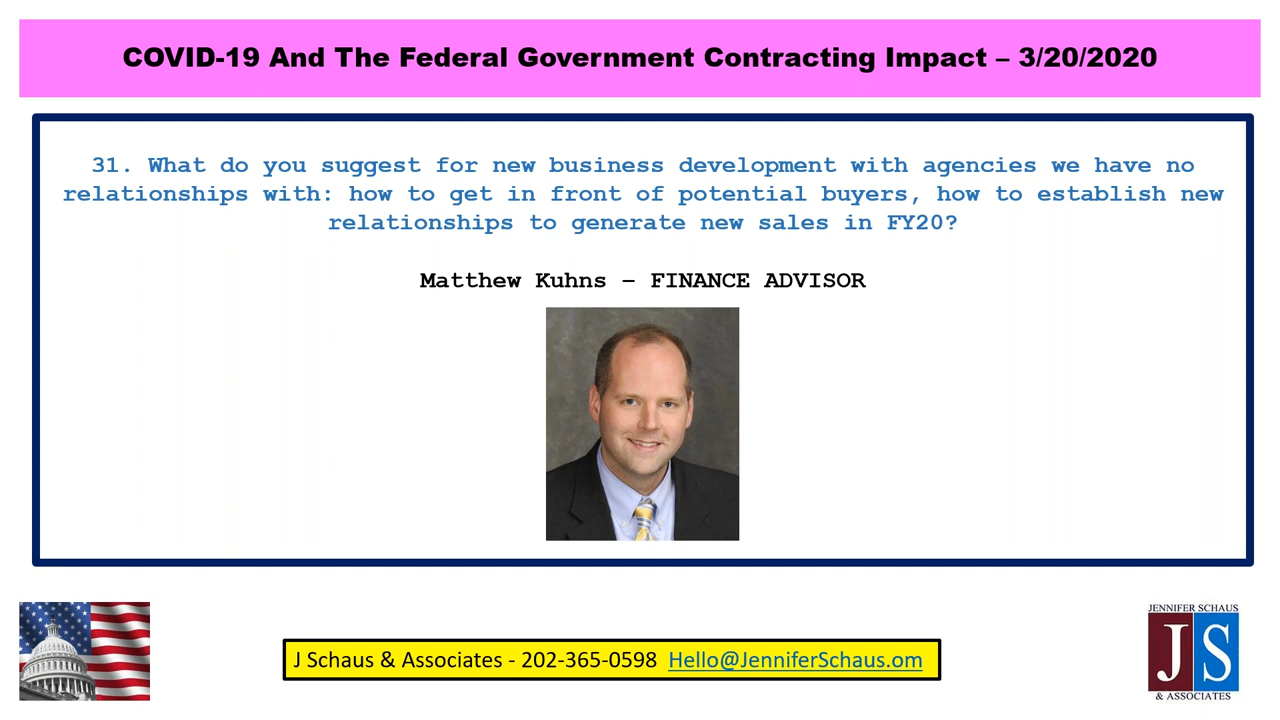 COVID-19 And The Federal Government Contracting Impact – 3/20/2020
31. What do you suggest for new business development with agencies we have no
relationships with: how to get in front of potential buyers, how to establish new
relationships to generate new sales in FY20?
Matthew Kuhns – FINANCE ADVISOR
J Schaus & Associates - 202-365-0598 Hello@JenniferSchaus.om
JENNIFER SCHAUS
JS
& ASSOCIATES